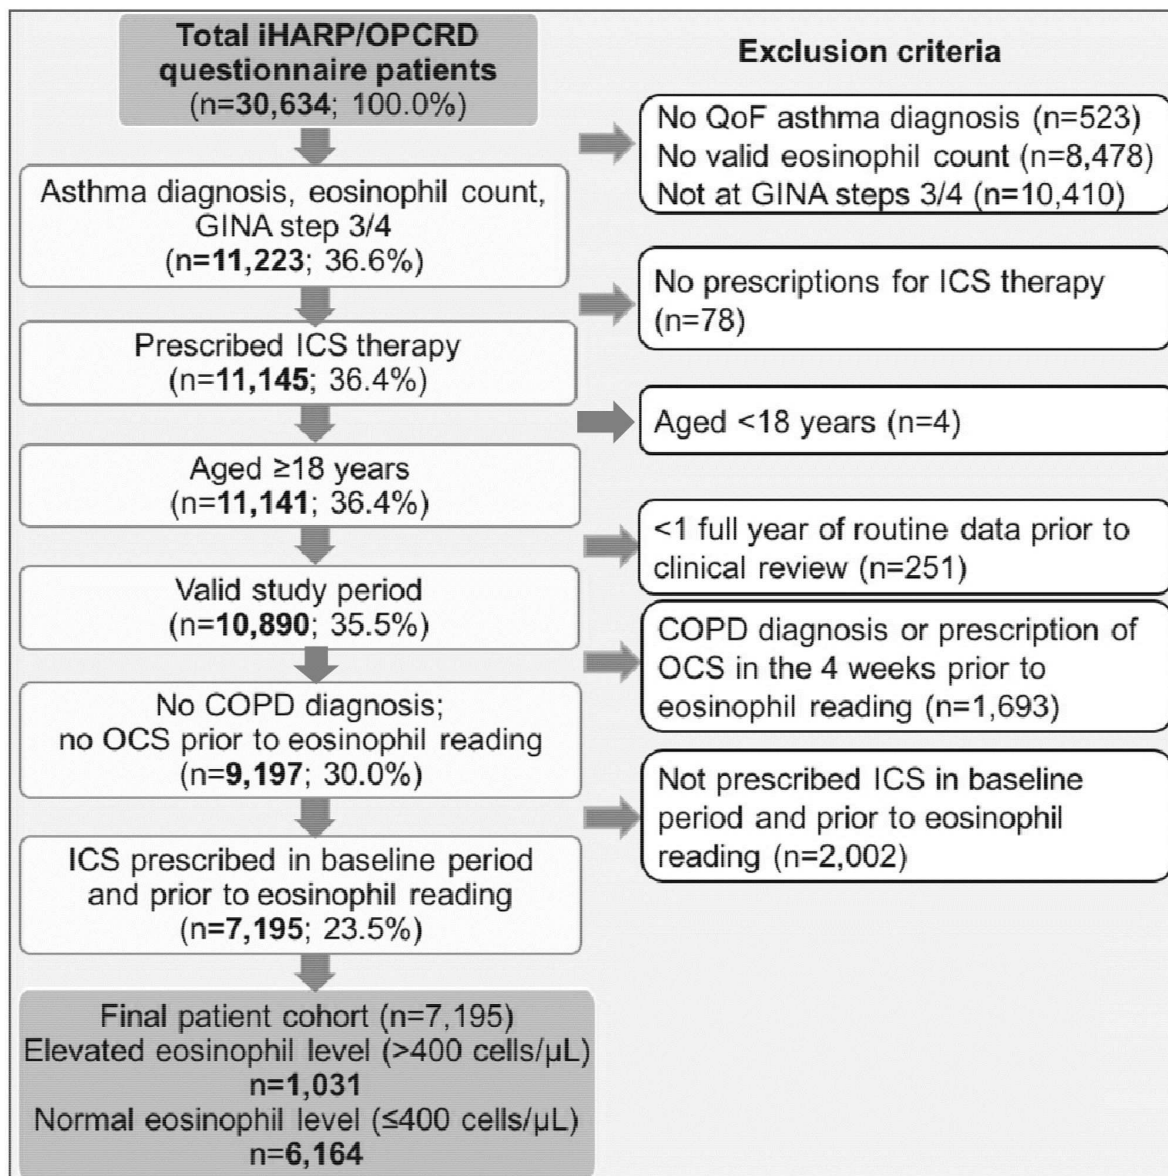 Total iHARP/OPCRD
questionnaire patients
(n=30,634; 100.0%)
Exclusion criteria
No QoF asthma diagnosis (n=523)
No valid eosinophil count (n=8,478)
Not at GINA steps 3/4 (n=10,410)
Asthma diagnosis, eosinophil count,
GINA step 3/4
(n=11,223; 36.6%)
No prescriptions for ICS therapy
(n=78)
Prescribed ICS therapy
(n=11,145; 36.4%)
Aged <18 years (n=4)
Aged ≥18 years
(n=11,141; 36.4%)
<1 full year of routine data prior to
clinical review (n=251)
Valid study period
(n=10,890; 35.5%)
COPD diagnosis or prescription of
OCS in the 4 weeks prior to
eosinophil reading (n=1,693)
No COPD diagnosis;
no OCS prior to eosinophil reading
(n=9,197; 30.0%)
Not prescribed ICS in baseline
period and prior to eosinophil
reading (n=2,002)
ICS prescribed in baseline period
and prior to eosinophil reading
(n=7,195; 23.5%)
Final patient cohort (n=7,195)
Elevated eosinophil level (>400 cells/µL)
n=1,031
Normal eosinophil level (≤400 cells/µL)
n=6,164